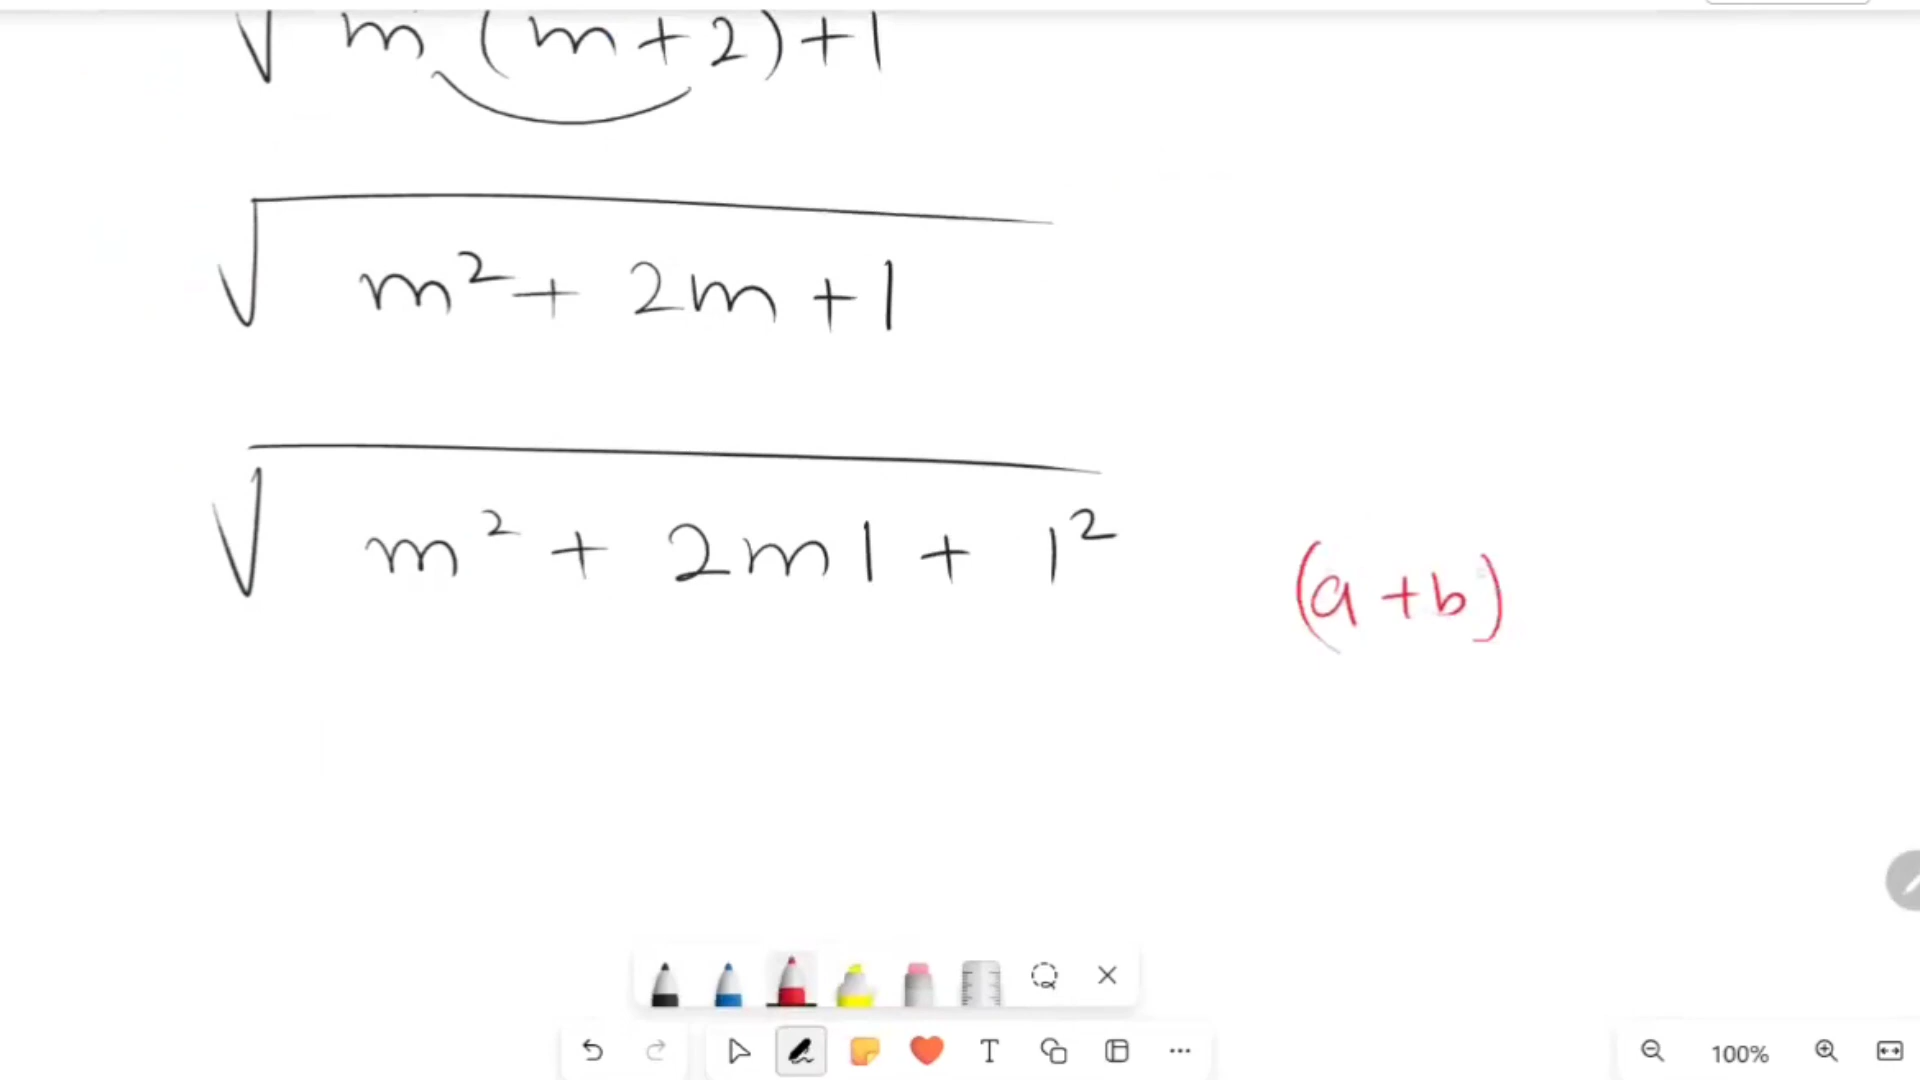 √m(m+2)+1
√m²+2m+1
√m²+2m1+1²
(a+b)
T
100%